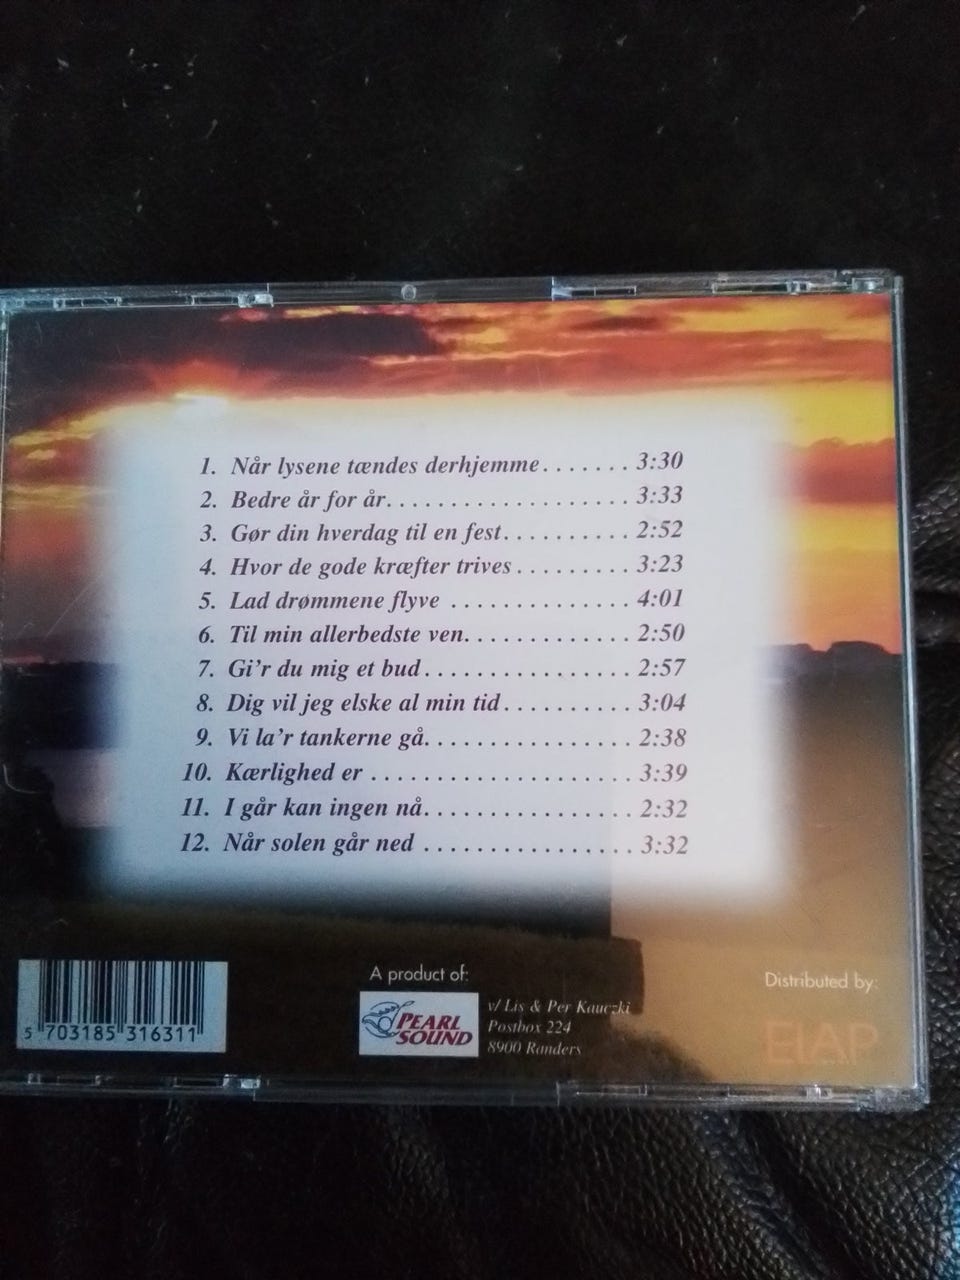 1. Når lysene tændes derhjemme.......3:30
2. Bedre år for år...................3:33
3. Gør din hverdag til en fest..........2:52
4. Hvor de gode kræfter trives.........3:23
5. Lad drømmene flyve..............4:01
6. Til min allerbedste ven.............2:50
7. Gi'r du mig et bud................2:57
8. Dig vil jeg elske al min tid..........3:04
9. Vi la'r tankerne gå................2:38
10. Kærlighed er....................3:39
11. I går kan ingen nå................2:32
12. Når solen går ned................3:32
5 703185 316311
A product of:
PEARL
SOUND
v/ Lis & Per Kauczki
Postbox 224
8900 Randers
Distributed by:
EIAP